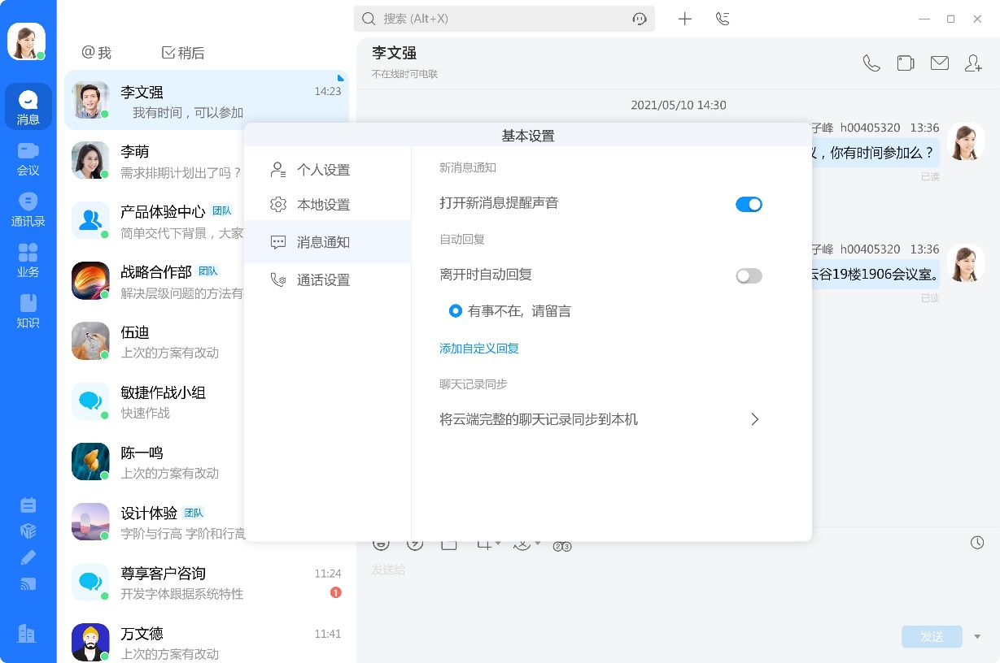 搜索 (Alt+X)
@我
稍后
消息
会议
通讯录
业务
知识
李文强
14:23
我有时间，可以参加
李萌
需求排期计划出了吗？
产品体验中心 团队
简单交代下背景，大家
战略合作部 团队
解决层级问题的方法有
伍迪
上次的方案有改动
敏捷作战小组
快速作战
陈一鸣
上次的方案有改动
设计体验 团队
字阶与行高 字阶和行高
尊享客户咨询
11:24
开发字体跟据系统特性
1
万文德
11:41
上次的方案有改动
李文强
不在线时可电联
2021/05/10 14:30
子峰 h00405320 13:36
，你有时间参加么？
已读
子峰 h00405320 13:36
云谷19楼1906会议室。
已读
基本设置
个人设置
本地设置
消息通知
通话设置
新消息通知
打开新消息提醒声音
自动回复
离开时自动回复
有事不在, 请留言
添加自定义回复
聊天记录同步
将云端完整的聊天记录同步到本机
发送给
发送